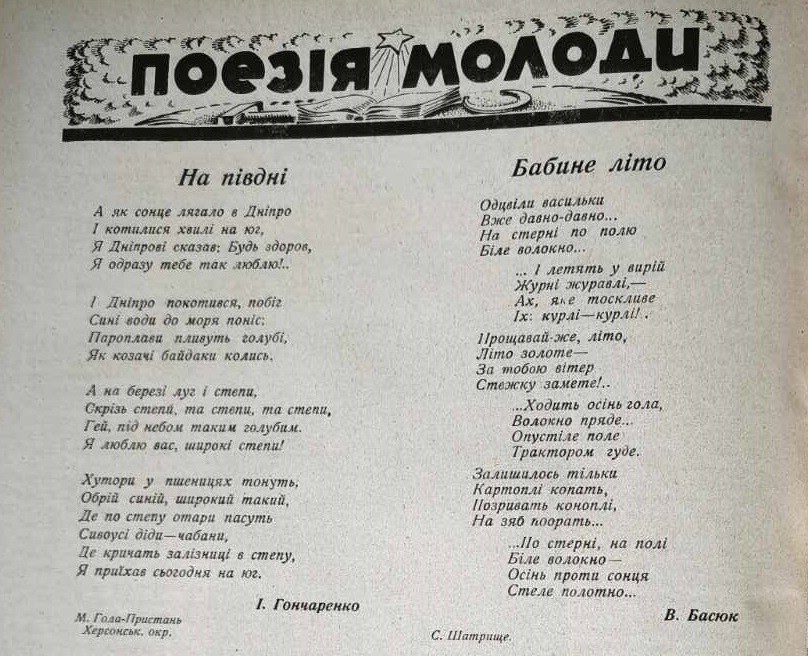 ПОЕЗІЯ МОЛОДИ
На півдні
А як сонце лягало в Дніпро
І котилися хвилі на юг,
Я Дніпрові сказав: Будь здоров,
Я одразу тебе так люблю!..
І Дніпро покотився, побіг
Сині води до моря поніс;
Пароплави пливуть голубі,
Як козачі байдаки колись.
А на березі луг і степи,
Скрізь степи, та степи, та степи,
Гей, під небом таким голубим.
Я люблю вас, широкі степи!
Хутори у пшеницях тонуть,
Обрій синій, широкий такий,
Де по степу отари пасуть
Сивоусі діди—чабани,
Де кричать залізниці в степу,
Я приїхав сьогодня на юг.
І. Гончаренко
М. Гола-Пристань
Херсонськ. окр.
Бабине літо
Одцвіли васильки
Вже давно-давно...
На стерні по полю
Біле волокно...
... І летять у вирій
Журні журавлі,—
Ах, яке тоскливе
Їх: курлі—курлі!..
Прощавай-же, літо,
Літо золоте—
За тобою вітер
Стежку замете!..
...Ходить осінь гола,
Волокно пряде...
Опустіле поле
Трактором гуде.
Залишилось тільки
Картоплі копать,
Позривать коноплі,
На зяб поорать...
...По стерні, на полі
Біле волокно—
Осінь проти сонця
Стеле полотно...
В. Басюк
С. Шатрище.